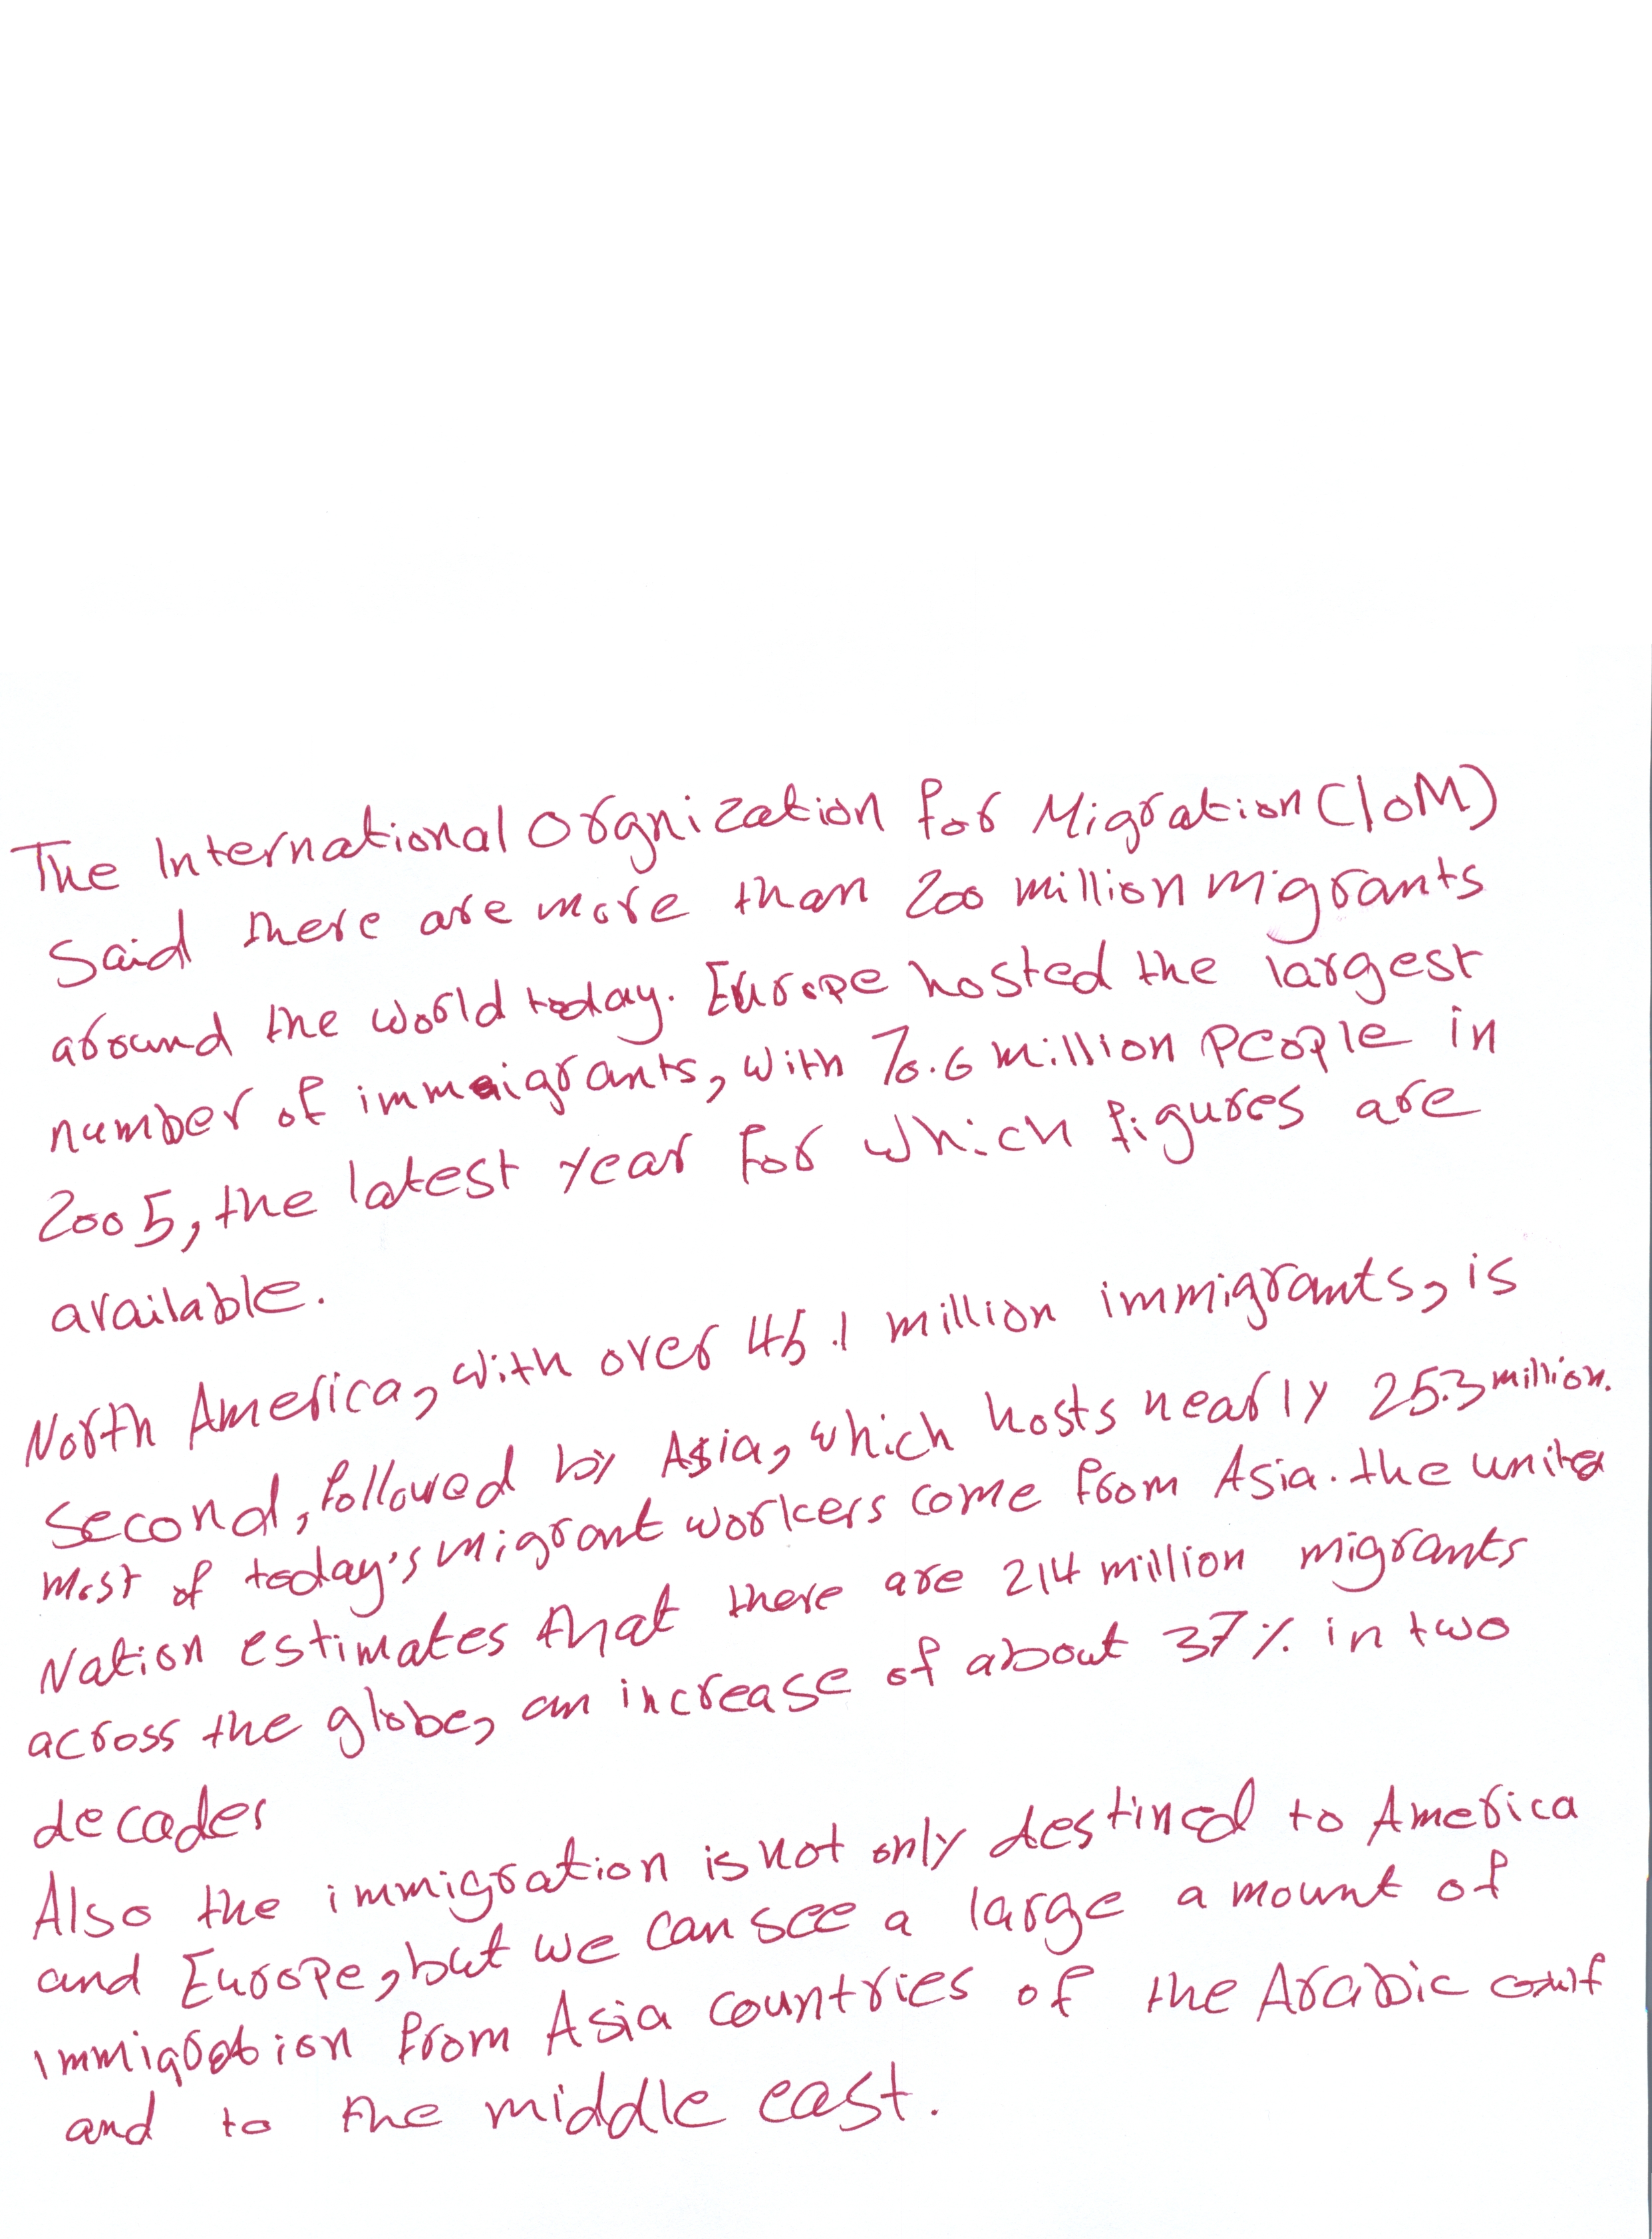 The International Orgnization for Migration (IOM)
Said there are more than 200 million migrants
around the world today. Europe hosted the largest
number of immigrants, with 70.6 million people in
2005, the latest year for which figures are
available.
North America, with over 45.1 million immigrants, is
Second, followed by Asia, which hosts nearly 25.3 million.
Most of today's migrant workers come from Asia. the united
Nation estimates that there are 214 million migrants
across the globe, an increase of about 37% in two
decades
Also the immigration is not only destined to America
and Europe, but we can see a large amount of
immigration from Asia countries of the Arabic Gulf
and to the middle east.